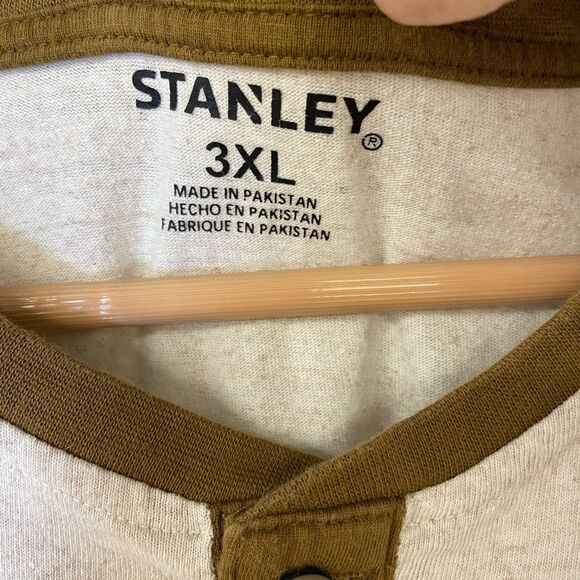 STANLEY®
3XL
MADE IN PAKISTAN
HECHO EN PAKISTAN
FABRIQUE EN PAKISTAN